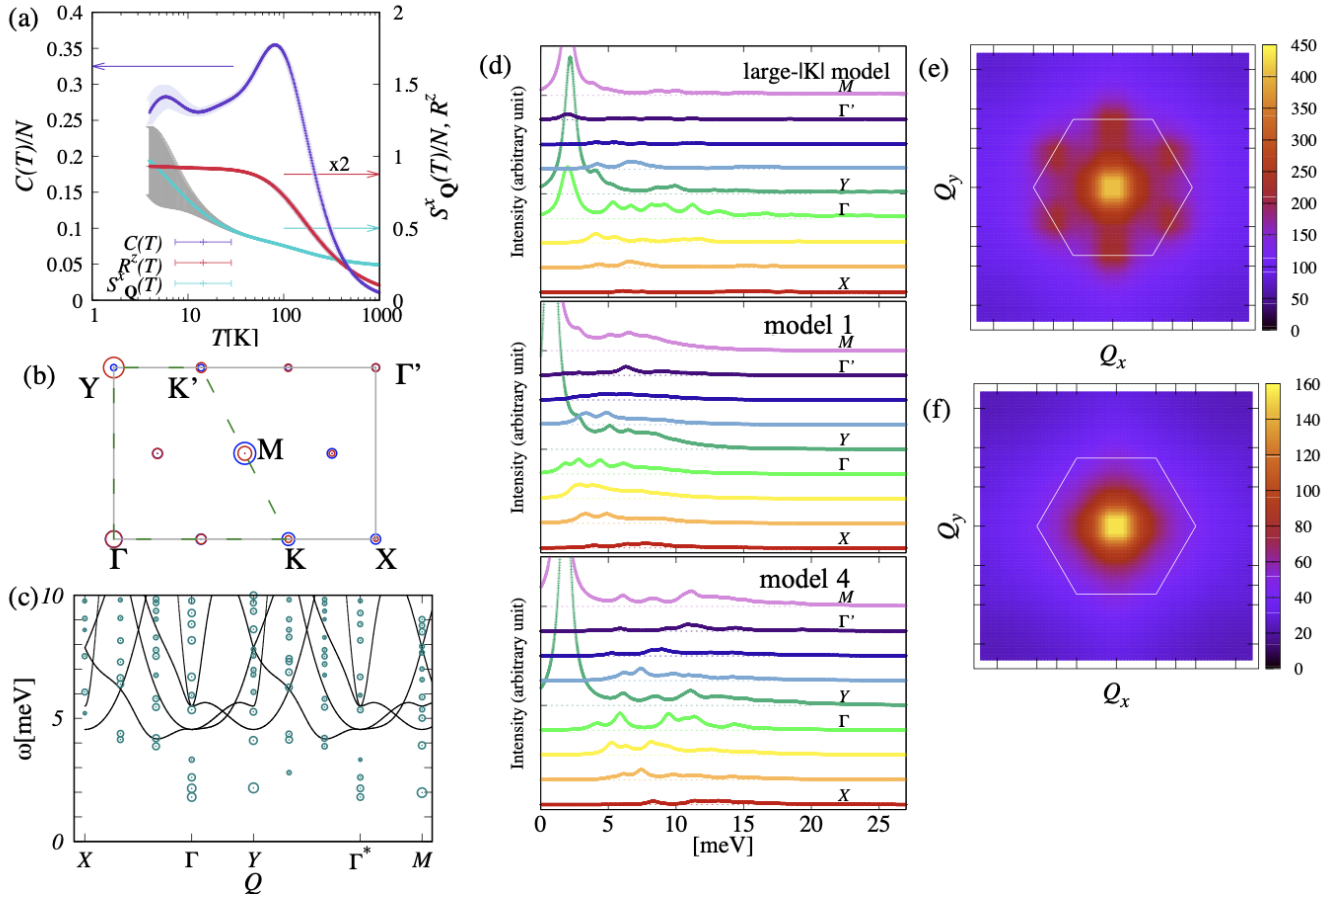 (a)
0.4
0.35
0.3
0.25
0.2
0.15
0.1
0.05
0
C(T)/N
2
1.5
1
0.5
0
S^x_Q(T)/N, R^z
x2
C(T)
R^z(T)
S^x_Q(T)
1 10 100 1000
T[K]
(b)
Y K' Γ'
M
Γ K X
(c)
10
5
0
ω[meV]
X Γ Y Γ* M
Q
(d)
large-|K| model
M
Γ'
Y
Γ
X
Intensity (arbitrary unit)
model 1
M
Γ'
Y
Γ
X
Intensity (arbitrary unit)
model 4
M
Γ'
Y
Γ
X
Intensity (arbitrary unit)
0 5 10 15 20 25
[meV]
(e)
Q_y
Q_x
450
400
350
300
250
200
150
100
50
0
(f)
Q_y
Q_x
160
140
120
100
80
60
40
20
0